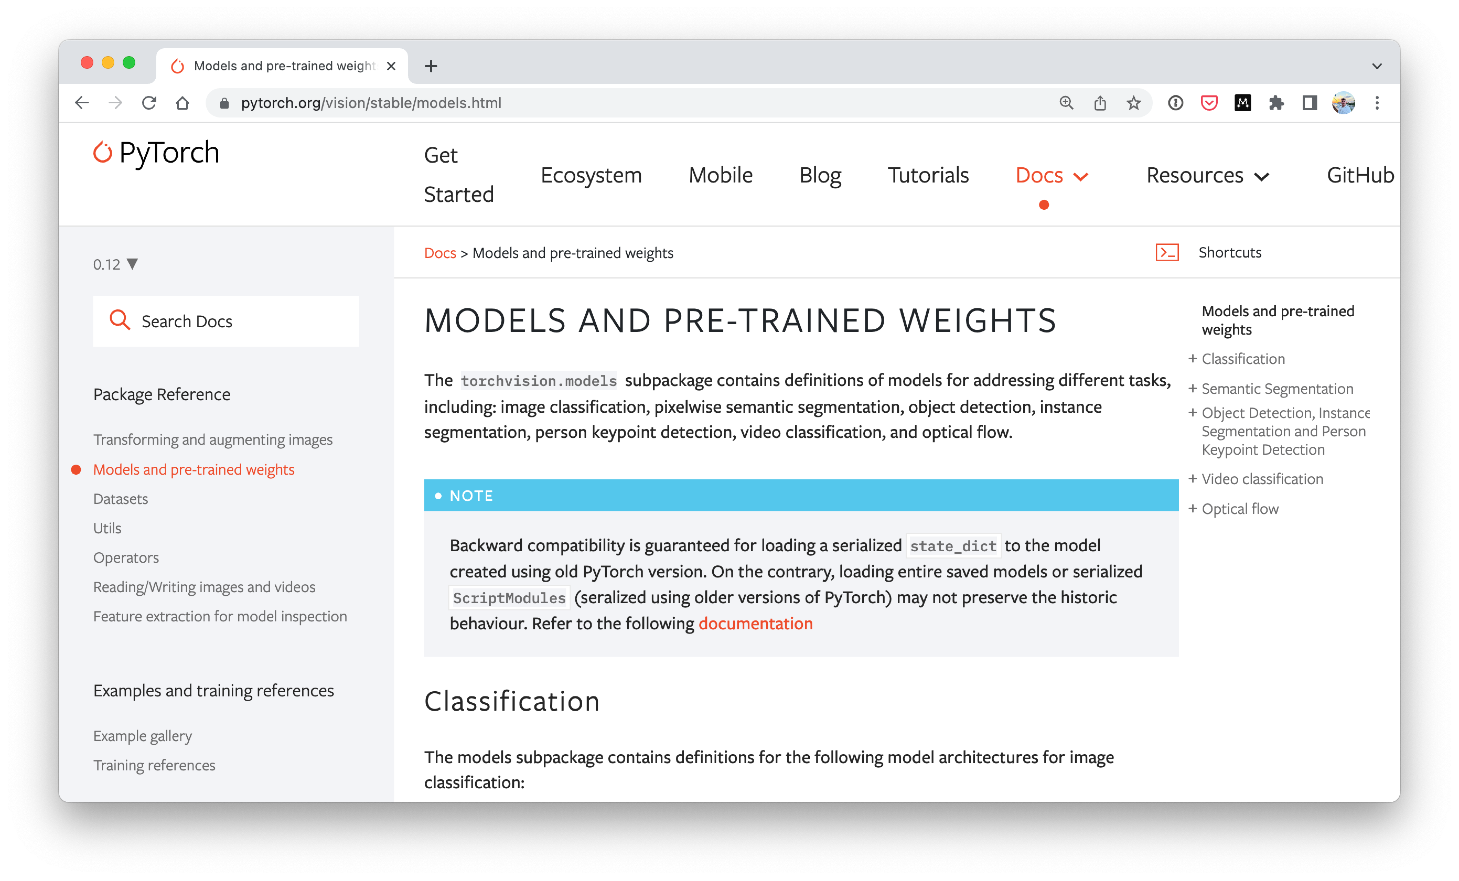 Models and pre-trained weight
pytorch.org/vision/stable/models.html
M
PyTorch
Get
Started
Ecosystem
Mobile
Blog
Tutorials
Docs
Resources
GitHub
0.12 ▼
Docs > Models and pre-trained weights
Shortcuts
Search Docs
Package Reference
Transforming and augmenting images
Models and pre-trained weights
Datasets
Utils
Operators
Reading/Writing images and videos
Feature extraction for model inspection
Examples and training references
Example gallery
Training references
MODELS AND PRE-TRAINED WEIGHTS
The torchvision.models subpackage contains definitions of models for addressing different tasks,
including: image classification, pixelwise semantic segmentation, object detection, instance
segmentation, person keypoint detection, video classification, and optical flow.
NOTE
Backward compatibility is guaranteed for loading a serialized state_dict to the model
created using old PyTorch version. On the contrary, loading entire saved models or serialized
ScriptModules (seralized using older versions of PyTorch) may not preserve the historic
behaviour. Refer to the following documentation
Classification
The models subpackage contains definitions for the following model architectures for image
classification:
Models and pre-trained
weights
+ Classification
+ Semantic Segmentation
+ Object Detection, Instance
Segmentation and Person
Keypoint Detection
+ Video classification
+ Optical flow